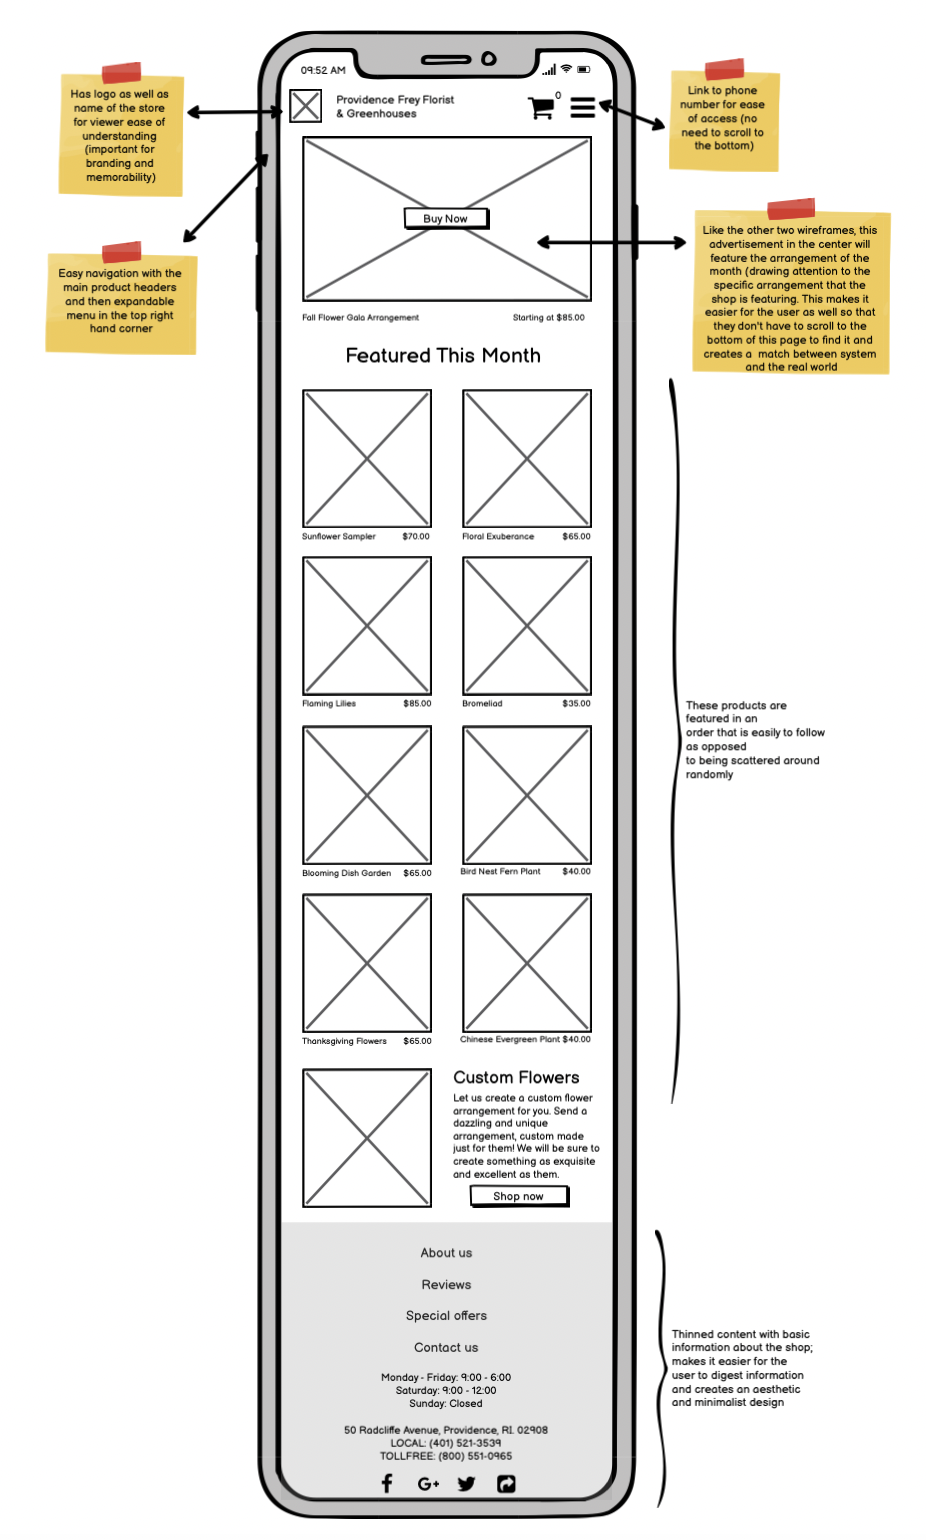 09:52 AM
Has logo as well as
name of the store
for viewer ease of
understanding
(important for
branding and
memorability)
Providence Frey Florist
& Greenhouses
0
Link to phone
number for ease
of access (no
need to scroll to
the bottom)
Buy Now
Easy navigation with the
main product headers
and then expandable
menu in the top right
hand corner
Like the other two wireframes, this
advertisement in the center will
feature the arrangement of the
month (drawing attention to the
specific arrangement that the
shop is featuring. This makes it
easier for the user as well so that
they don't have to scroll to the
bottom of this page to find it and
creates a match between system
and the real world
Fall Flower Gala Arrangement Starting at $85.00
Featured This Month
Sunflower Sampler $70.00 Floral Exuberance $65.00
Flaming Lilies $85.00 Bromeliad $35.00
These products are
featured in an
order that is easily to follow
as opposed
to being scattered around
randomly
Blooming Dish Garden $65.00 Bird Nest Fern Plant $40.00
Thanksgiving Flowers $65.00 Chinese Evergreen Plant $40.00
Custom Flowers
Let us create a custom flower
arrangement for you. Send a
dazzling and unique
arrangement, custom made
just for them! We will be sure to
create something as exquisite
and excellent as them.
Shop now
About us
Reviews
Special offers
Contact us
Monday - Friday: 9:00 - 6:00
Saturday: 9:00 - 12:00
Sunday: Closed
50 Radcliffe Avenue, Providence, RI. 02908
LOCAL: (401) 521-3539
TOLLFREE: (800) 551-0965
f G+
Thinned content with basic
information about the shop;
makes it easier for the
user to digest information
and creates an aesthetic
and minimalist design